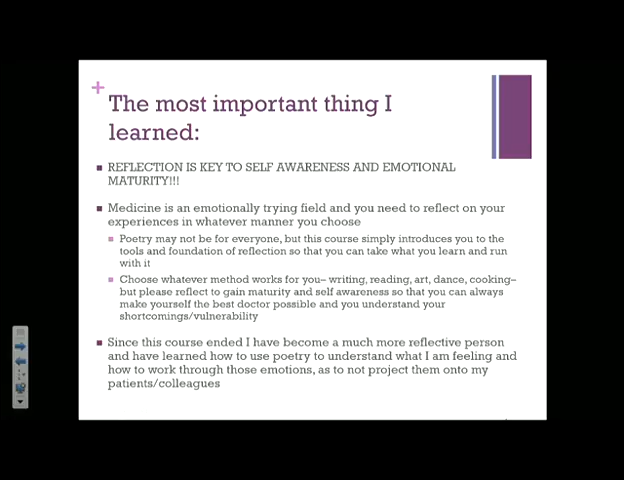 +
The most important thing I
learned:
REFLECTION IS KEY TO SELF AWARENESS AND EMOTIONAL
MATURITY!!!
Medicine is an emotionally trying field and you need to reflect on your
experiences in whatever manner you choose
Poetry may not be for everyone, but this course simply introduces you to the
tools and foundation of reflection so that you can take what you learn and run
with it
Choose whatever method works for you– writing, reading, art, dance, cooking–
but please reflect to gain maturity and self awareness so that you can always
make yourself the best doctor possible and you understand your
shortcomings/vulnerability
Since this course ended I have become a much more reflective person
and have learned how to use poetry to understand what I am feeling and
how to work through those emotions, as to not project them onto my
patients/colleagues